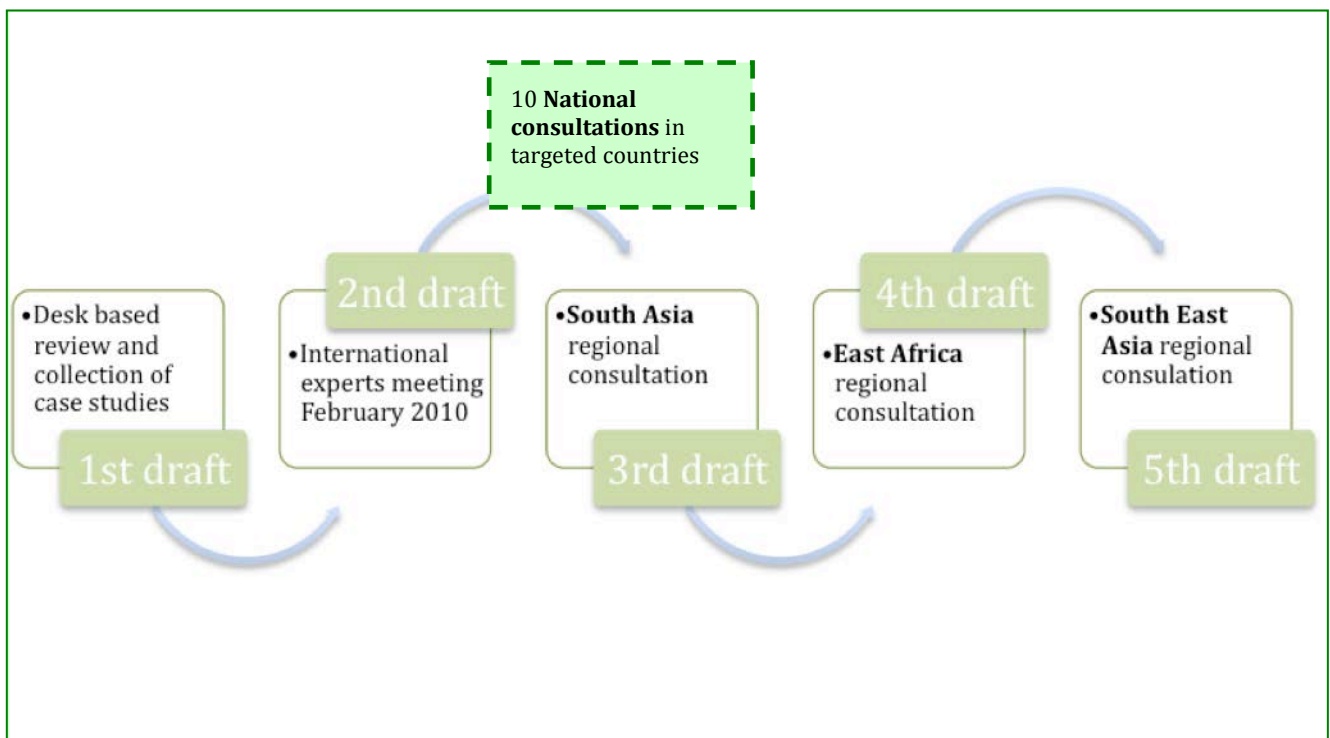 10 National
consultations in
targeted countries
•Desk based
review and
collection of
case studies
1st draft
2nd draft
•International
experts meeting
February 2010
•South Asia
regional
consultation
3rd draft
4th draft
•East Africa
regional
consultation
•South East
Asia regional
consulation
5th draft